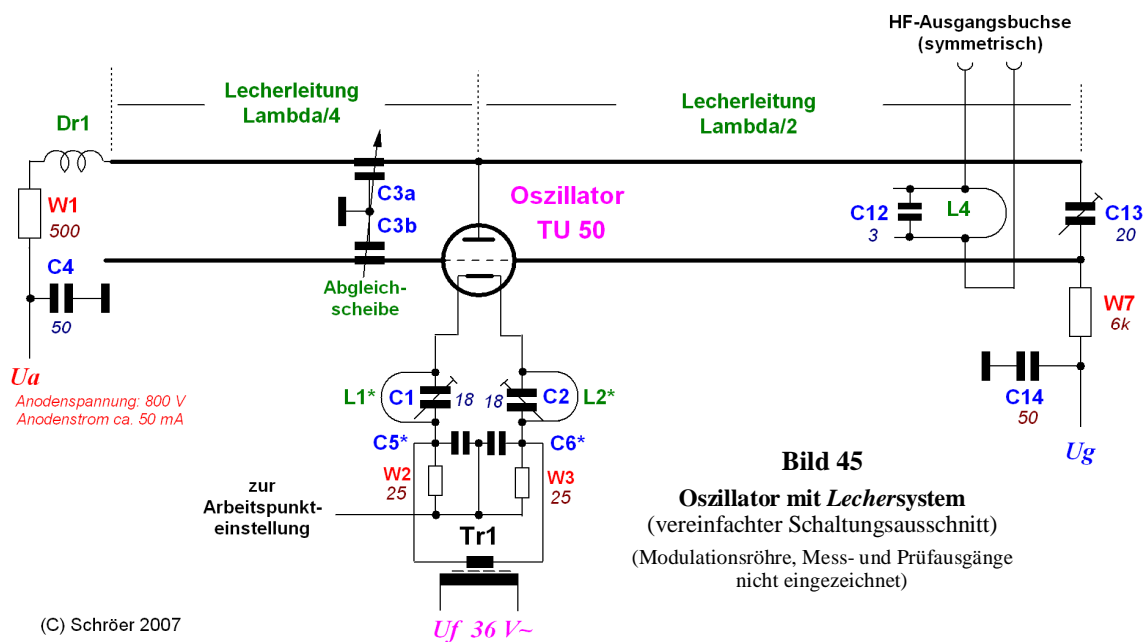 HF-Ausgangsbuchse
(symmetrisch)
Lecherleitung
Lambda/4
Lecherleitung
Lambda/2
Dr1
W1
500
C3a
C3b
Oszillator
TU 50
C12
3
L4
C13
20
C4
50
Abgleich-
scheibe
W7
6k
Ua
Anodenspannung: 800 V
Anodenstrom ca. 50 mA
L1*
C1
18
18
C2
L2*
C14
50
C5*
C6*
Ug
W2
25
W3
25
zur
Arbeitspunkt-
einstellung
Tr1
Bild 45
Oszillator mit Lechersystem
(vereinfachter Schaltungsausschnitt)
(Modulationsröhre, Mess- und Prüfausgänge
nicht eingezeichnet)
(C) Schröer 2007
Uf 36 V~